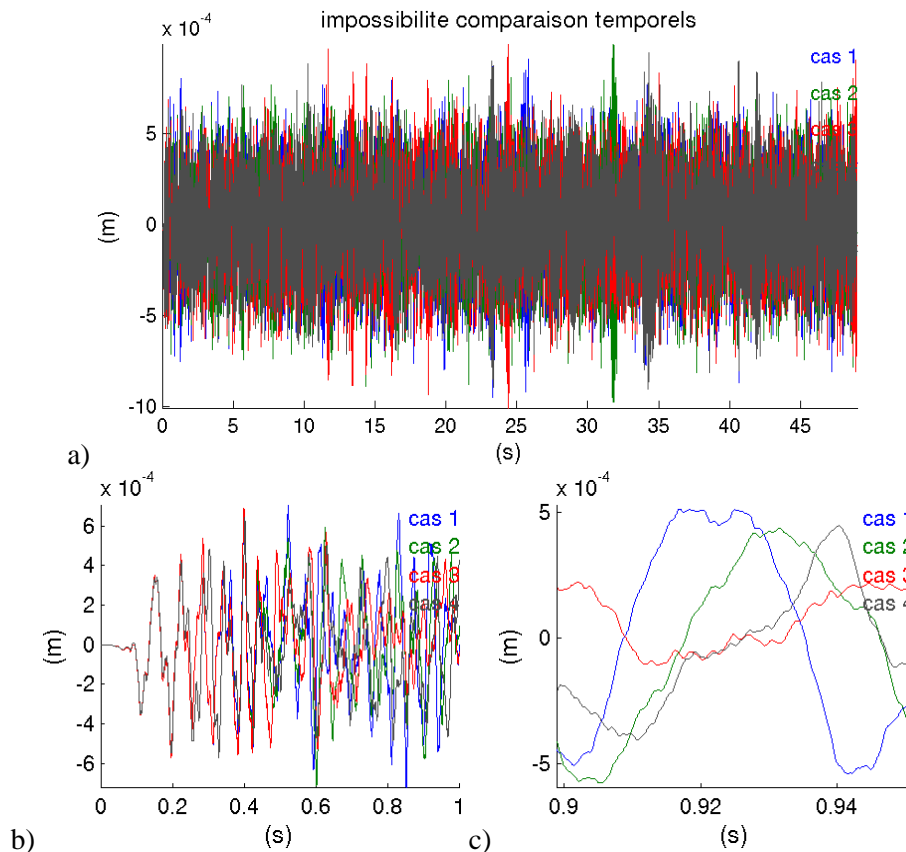 impossibilite comparaison temporels
x 10^-4
cas 1
cas 2
cas 3
5
0
-5
-10
(m)
0 5 10 15 20 25 30 35 40 45
(s)
a)
x 10^-4
cas 1
cas 2
cas 3
cas 4
6
4
2
0
-2
-4
-6
(m)
0 0.2 0.4 0.6 0.8 1
(s)
b)
x 10^-4
cas 1
cas 2
cas 3
cas 4
5
0
-5
(m)
0.9 0.92 0.94
(s)
c)